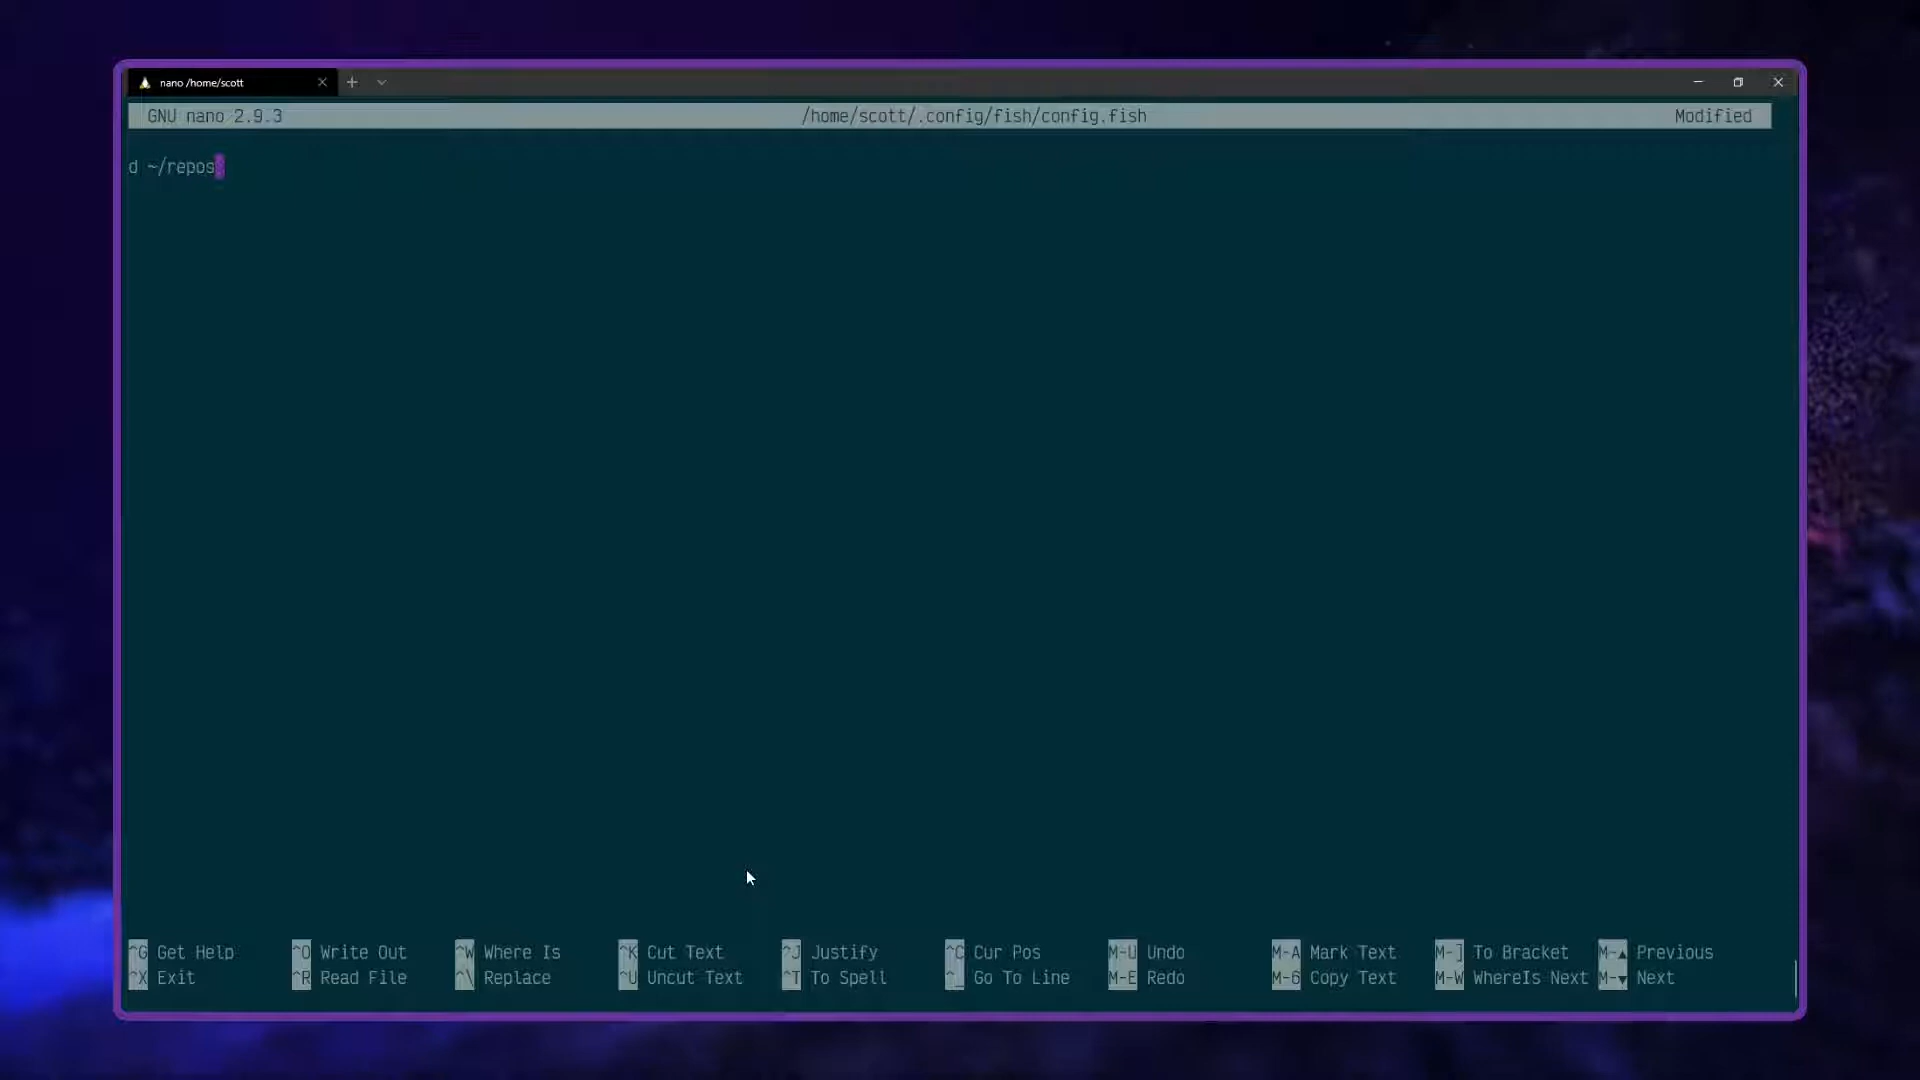 nano /home/scott
GNU nano 2.9.3 /home/scott/.config/fish/config.fish Modified
d ~/repos
^G Get Help ^O Write Out ^W Where Is ^K Cut Text ^J Justify ^C Cur Pos M-U Undo M-A Mark Text M-] To Bracket M-▲ Previous
^X Exit ^R Read File ^\ Replace ^U Uncut Text ^T To Spell ^_ Go To Line M-E Redo M-6 Copy Text M-W WhereIs Next M-▼ Next